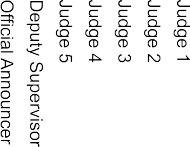 Judge 1
Judge 2
Judge 3
Judge 4
Judge 5
Deputy Supervisor
Official Announcer